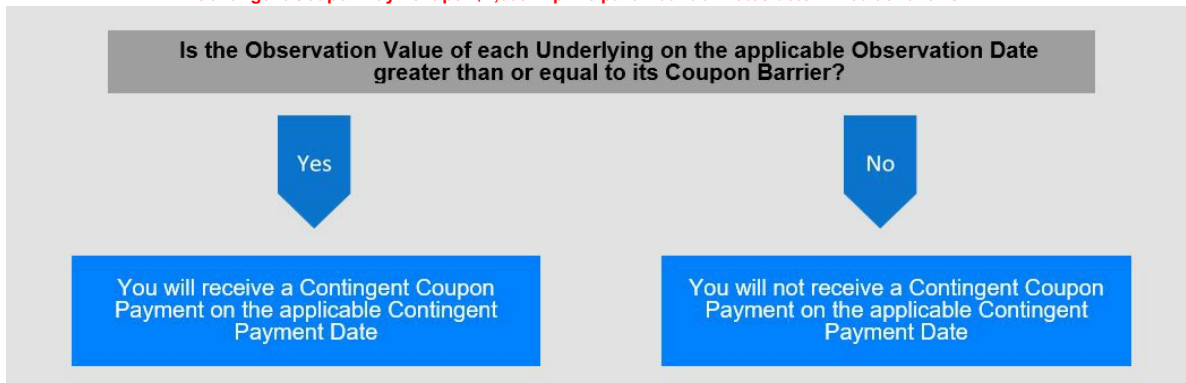 Is the Observation Value of each Underlying on the applicable Observation Date
greater than or equal to its Coupon Barrier?
Yes
No
You will receive a Contingent Coupon
Payment on the applicable Contingent
Payment Date
You will not receive a Contingent Coupon
Payment on the applicable Contingent
Payment Date